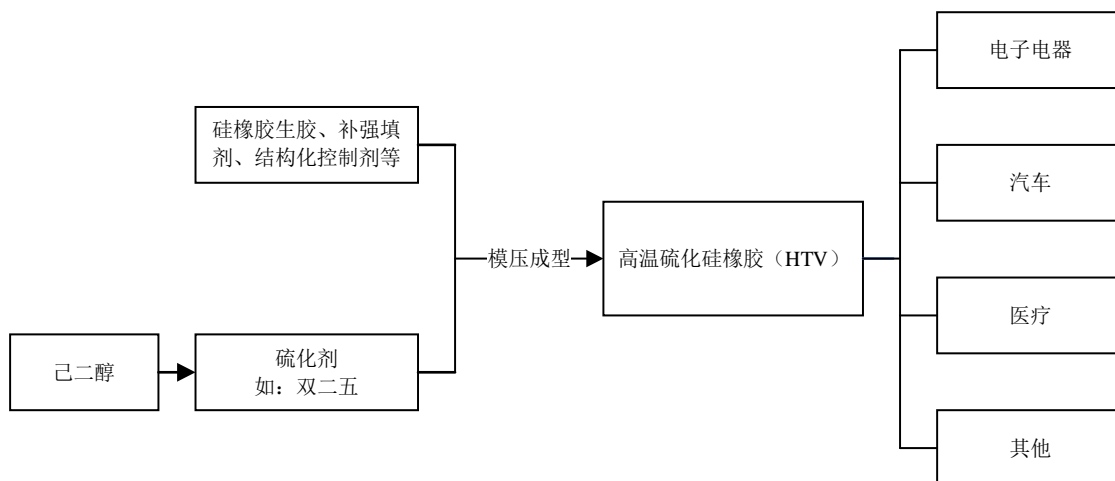 电子电器
硅橡胶生胶、补强填
剂、结构化控制剂等
汽车
模压成型
高温硫化硅橡胶（HTV）
医疗
己二醇
硫化剂
如：双二五
其他